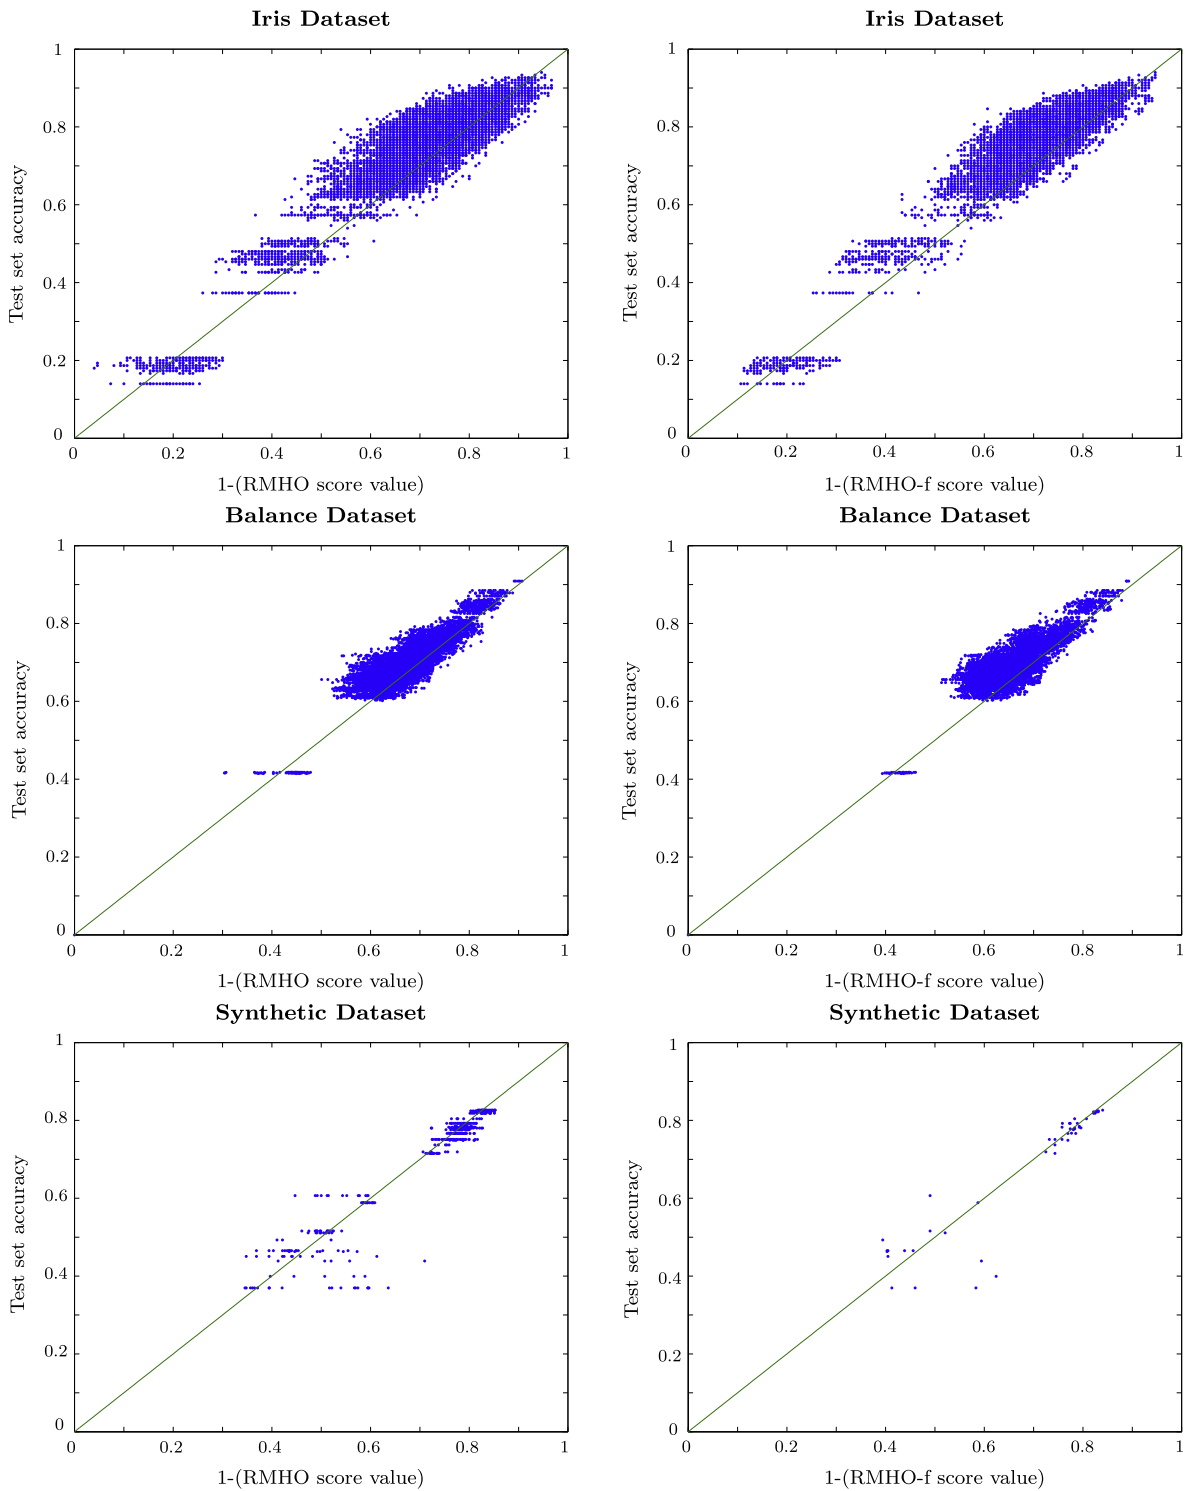 Iris Dataset
1
0.8
0.6
0.4
0.2
0
Test set accuracy
0 0.2 0.4 0.6 0.8 1
1-(RMHO score value)
Iris Dataset
1
0.8
0.6
0.4
0.2
0
Test set accuracy
0 0.2 0.4 0.6 0.8 1
1-(RMHO-f score value)
Balance Dataset
1
0.8
0.6
0.4
0.2
0
Test set accuracy
0 0.2 0.4 0.6 0.8 1
1-(RMHO score value)
Balance Dataset
1
0.8
0.6
0.4
0.2
0
Test set accuracy
0 0.2 0.4 0.6 0.8 1
1-(RMHO-f score value)
Synthetic Dataset
1
0.8
0.6
0.4
0.2
0
Test set accuracy
0 0.2 0.4 0.6 0.8 1
1-(RMHO score value)
Synthetic Dataset
1
0.8
0.6
0.4
0.2
0
Test set accuracy
0 0.2 0.4 0.6 0.8 1
1-(RMHO-f score value)